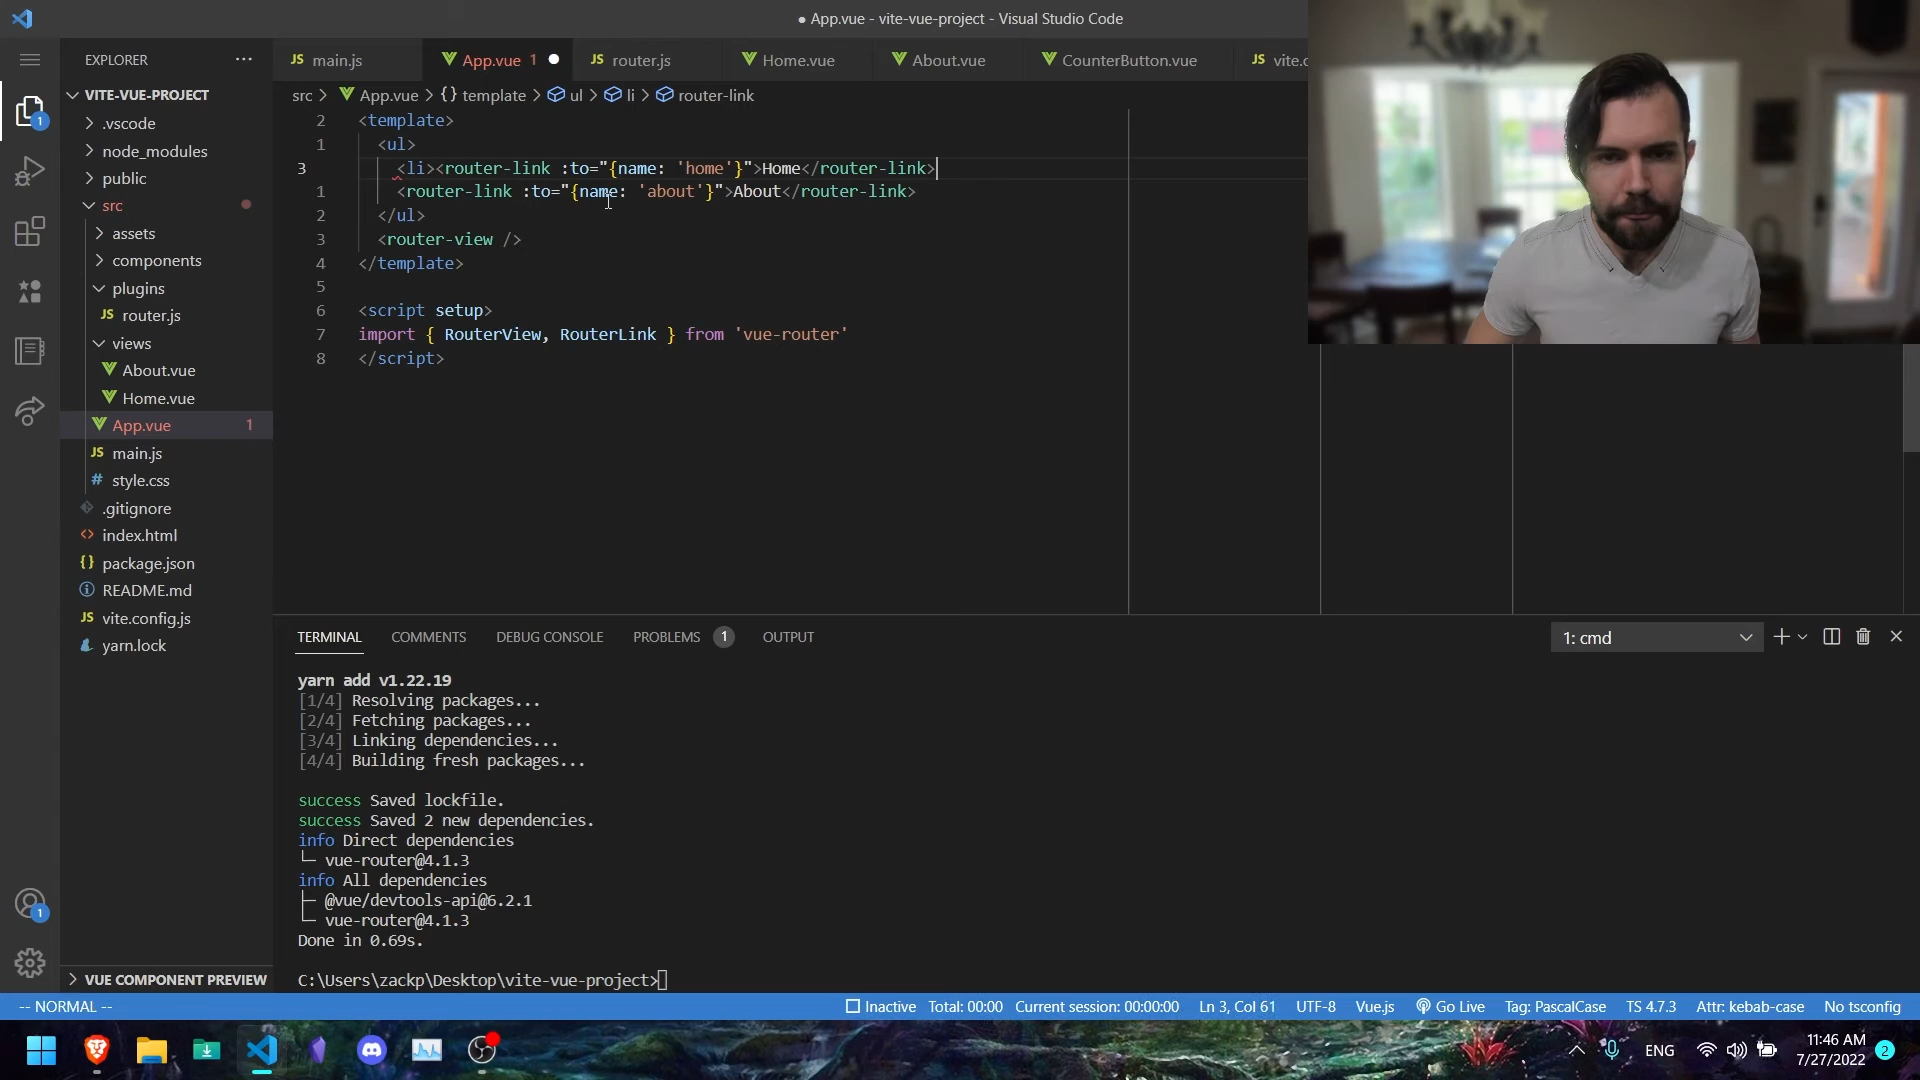 ● App.vue - vite-vue-project - Visual Studio Code
EXPLORER
JS main.js
App.vue 1
JS router.js
Home.vue
About.vue
CounterButton.vue
JS vite.c
src > App.vue > {} template > ul > li > router-link
VITE-VUE-PROJECT
.vscode
node_modules
public
src
assets
components
plugins
JS router.js
views
About.vue
Home.vue
App.vue 1
JS main.js
# style.css
.gitignore
<> index.html
{} package.json
README.md
JS vite.config.js
yarn.lock
VUE COMPONENT PREVIEW
1
1
2 <template>
1 <ul>
3 <li><router-link :to="{name: 'home'}">Home</router-link>
1 <router-link :to="{name: 'about'}">About</router-link>
2 </ul>
3 <router-view />
4 </template>
5
6 <script setup>
7 import { RouterView, RouterLink } from 'vue-router'
8 </script>
TERMINAL COMMENTS DEBUG CONSOLE PROBLEMS 1 OUTPUT
1: cmd
yarn add v1.22.19
[1/4] Resolving packages...
[2/4] Fetching packages...
[3/4] Linking dependencies...
[4/4] Building fresh packages...
success Saved lockfile.
success Saved 2 new dependencies.
info Direct dependencies
└─ vue-router@4.1.3
info All dependencies
├─ @vue/devtools-api@6.2.1
└─ vue-router@4.1.3
Done in 0.69s.
C:\Users\zackp\Desktop\vite-vue-project>
-- NORMAL --
Inactive Total: 00:00 Current session: 00:00:00 Ln 3, Col 61 UTF-8 Vue.js Go Live Tag: PascalCase TS 4.7.3 Attr: kebab-case No tsconfig
ENG
11:46 AM
7/27/2022
2